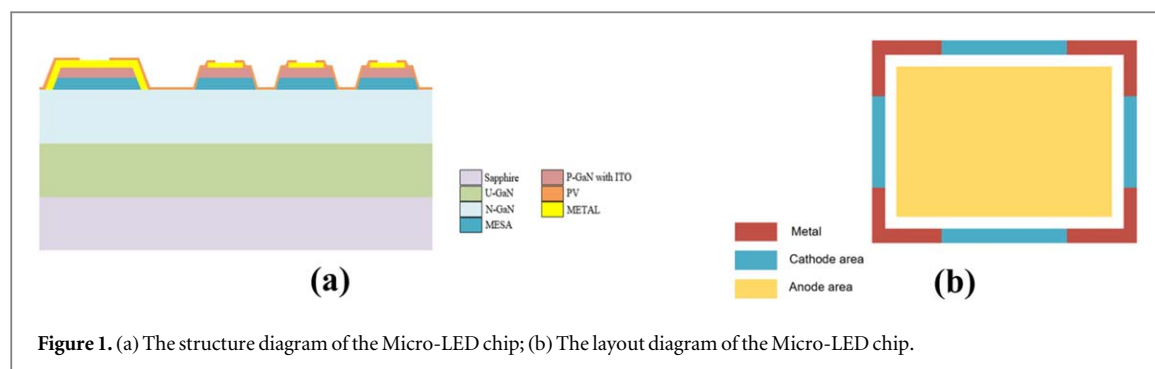 Sapphire
U-GaN
N-GaN
MESA
P-GaN with ITO
PV
METAL
(a)
Metal
Cathode area
Anode area
(b)
Figure 1. (a) The structure diagram of the Micro-LED chip; (b) The layout diagram of the Micro-LED chip.